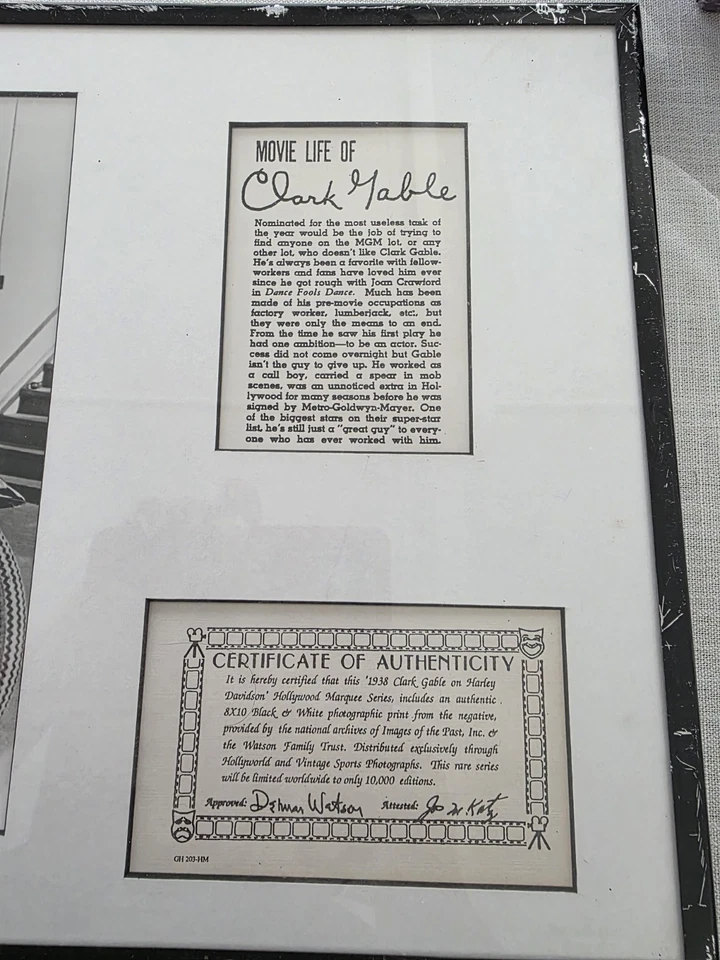 MOVIE LIFE OF
Clark Gable
Nominated for the most useless task of
the year would be the job of trying to
find anyone on the MGM lot, or any
other lot, who doesn't like Clark Gable.
He's always been a favorite with fellow-
workers and fans have loved him ever
since he got rough with Joan Crawford
in Dance Fools Dance. Much has been
made of his pre-movie occupations as
factory worker, lumberjack, etc., but
they were only the means to an end.
From the time he saw his first play he
had one ambition—to be an actor. Suc-
cess did not come overnight but Gable
isn't the guy to give up. He worked as
a call boy, carried a spear in mob
scenes, was an unnoticed extra in Hol-
lywood for many seasons before he was
signed by Metro-Goldwyn-Mayer. One
of the biggest stars on their super-star
list, he's still just a "great guy" to every-
one who has ever worked with him.
CERTIFICATE OF AUTHENTICITY
It is hereby certified that this '1938 Clark Gable on Harley
Davidson' Hollywood Marquee Series, includes an authentic
8X10 Black & White photographic print from the negative,
provided by the national archives of Images of the Past, Inc. &
the Watson Family Trust. Distributed exclusively through
Hollyworld and Vintage Sports Photographs. This rare series
will be limited worldwide to only 10,000 editions.
Approved: Delmar Watson Attested:
GH 203-HM